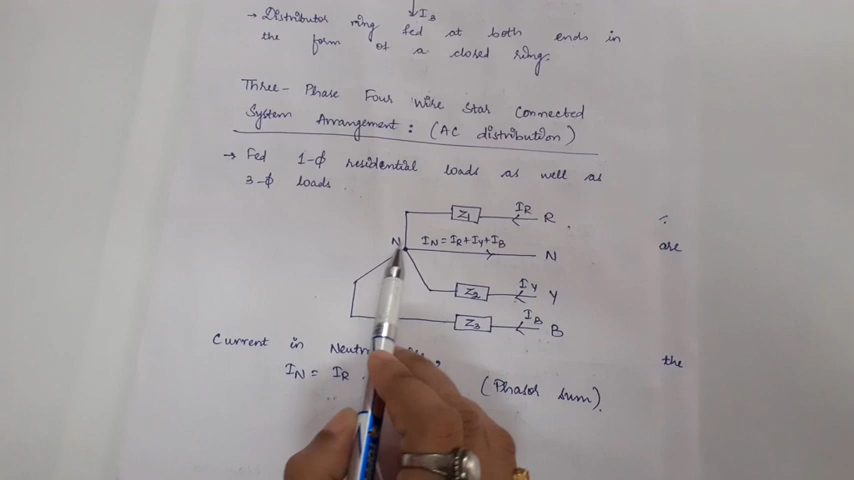 ↓ I_B
→ Distributor ring fed at both ends in
the form of a closed ring.
Three-Phase Four Wire Star Connected
System Arrangement: (AC distribution)
→ Fed 1-ϕ residential loads as well as
3-ϕ loads.
Z1 I_R R
÷
N I_N = I_R + I_Y + I_B N
are
Z2 I_Y Y
Z3 I_B B
Current in
the
I_N = I_R (Phasor sum).